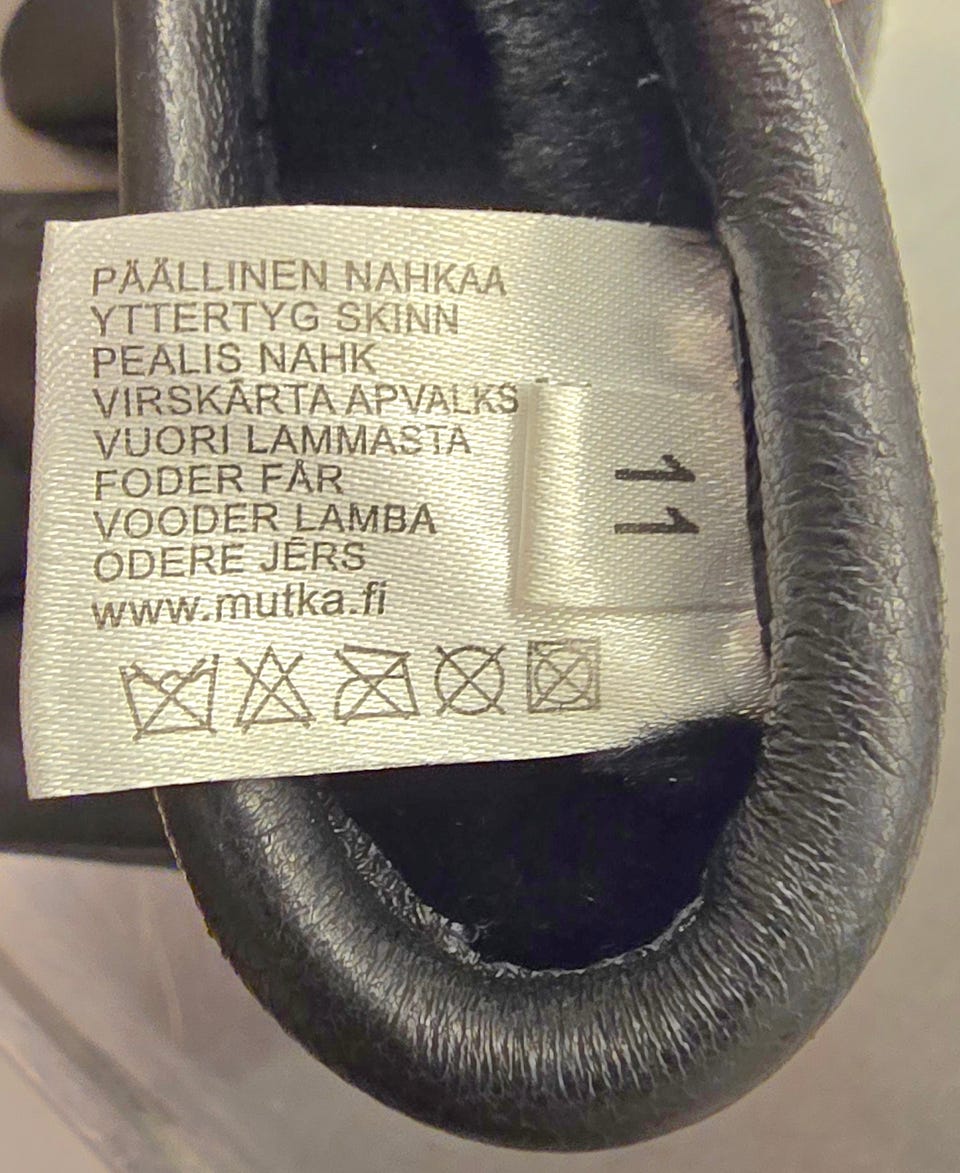 PÄÄLLINEN NAHKAA
YTTERTYG SKINN
PEALIS NAHK
VIRSKĀRTA APVALKS
VUORI LAMMASTA
FODER FÅR
VOODER LAMBA
ODERE JĒRS
www.mutka.fi
11